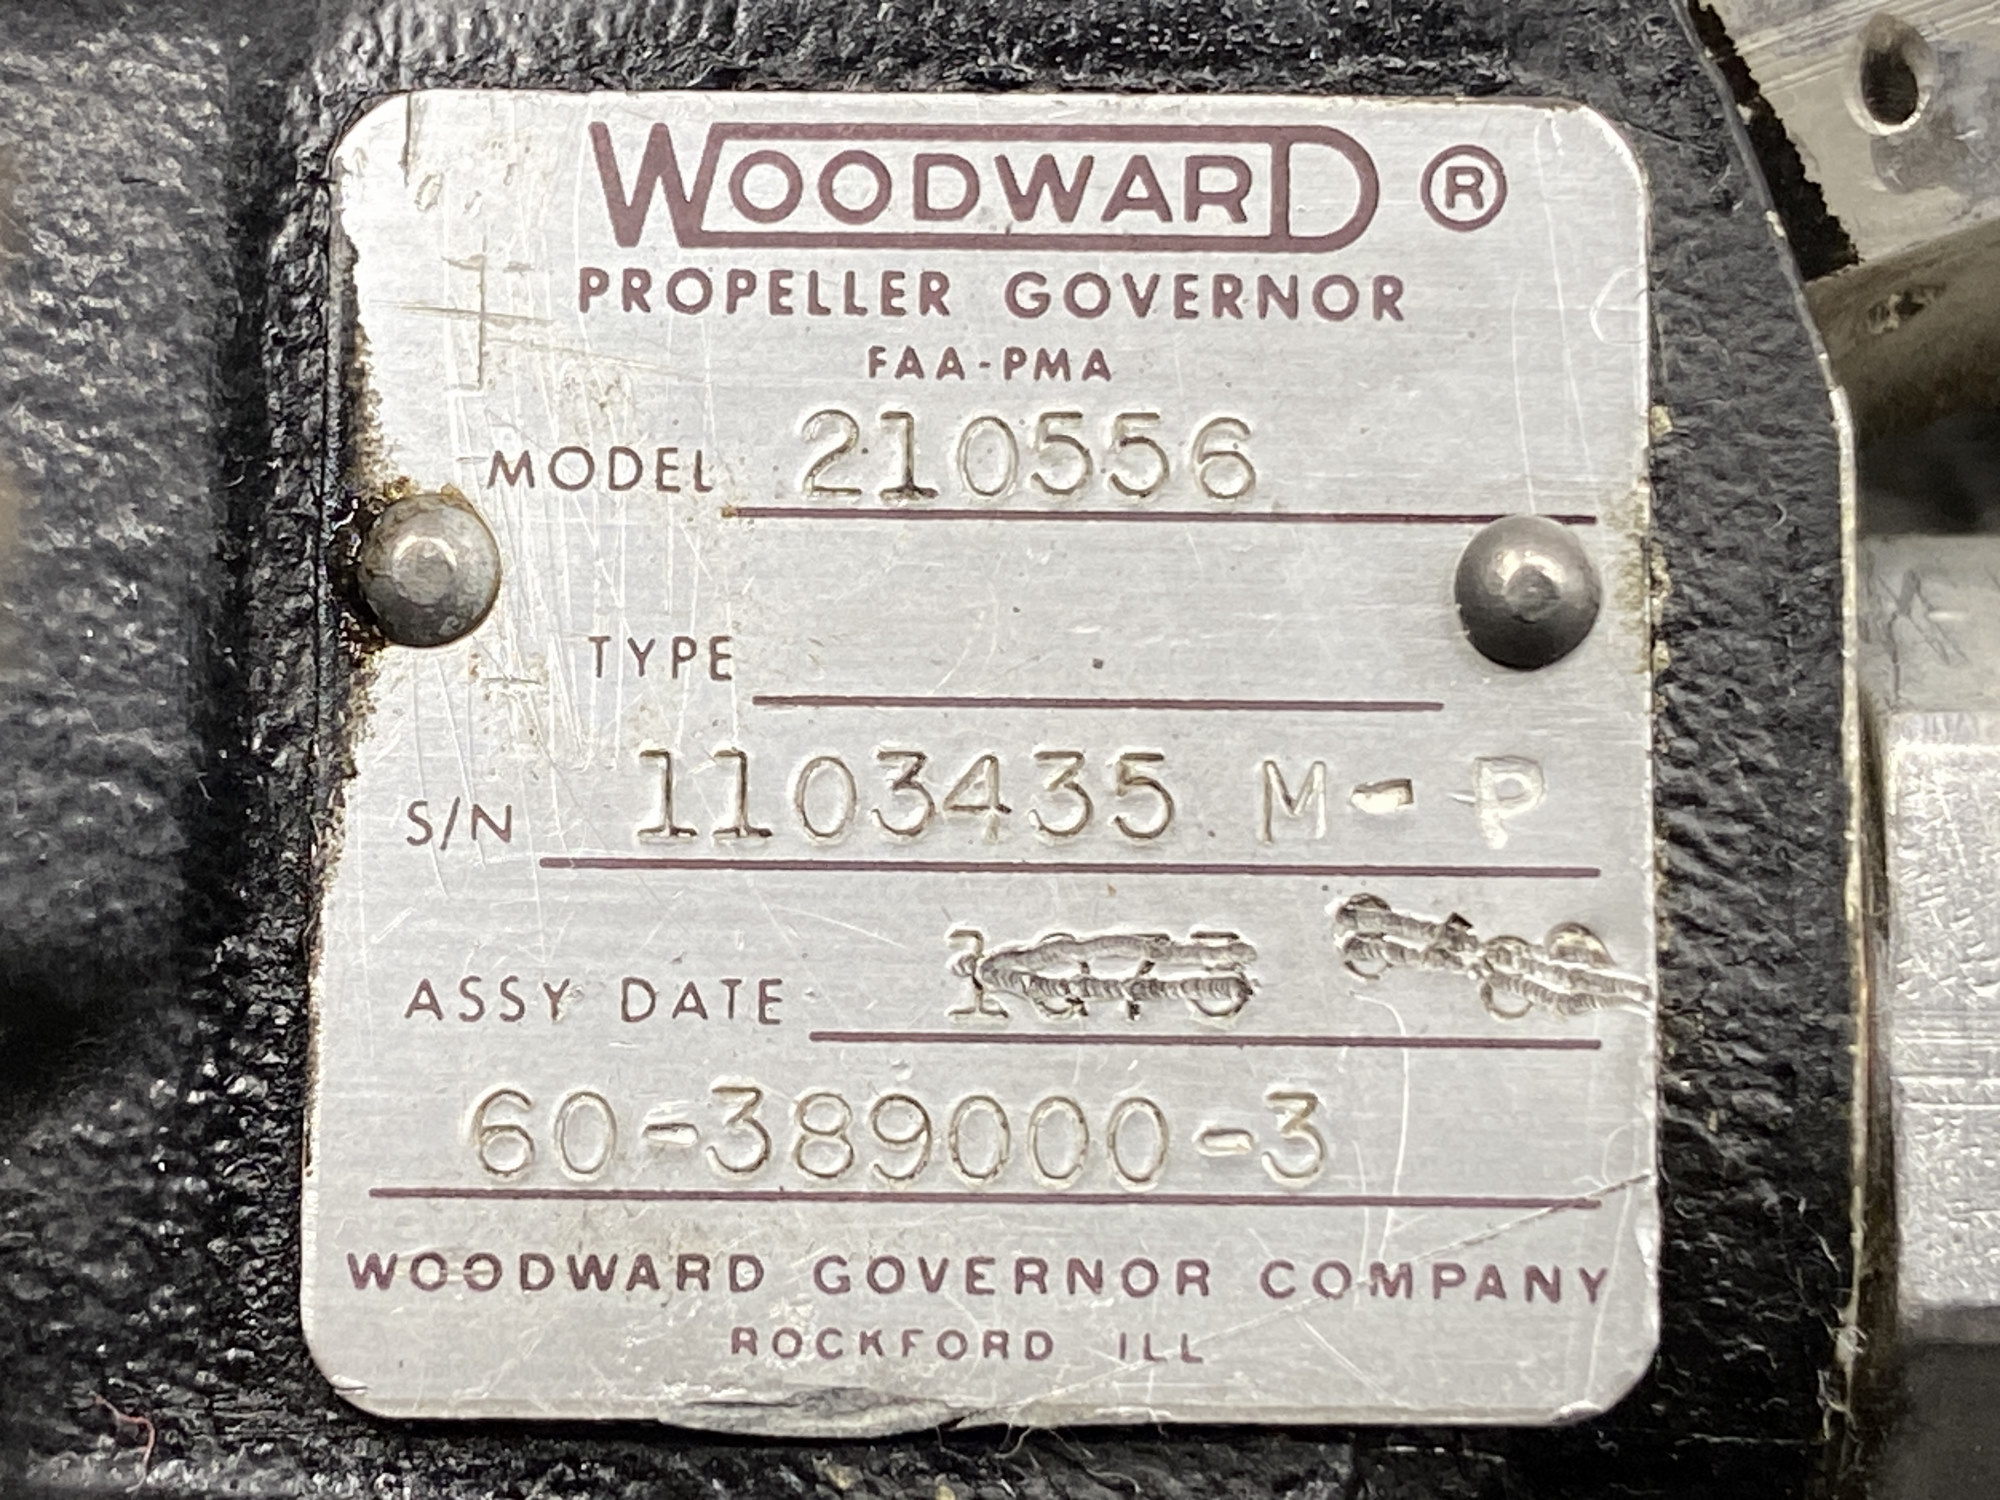 WOODWARD ®
PROPELLER GOVERNOR
FAA-PMA
MODEL 210556
TYPE
S/N 1103435 M-P
ASSY DATE
60-389000-3
WOODWARD GOVERNOR COMPANY
ROCKFORD ILL